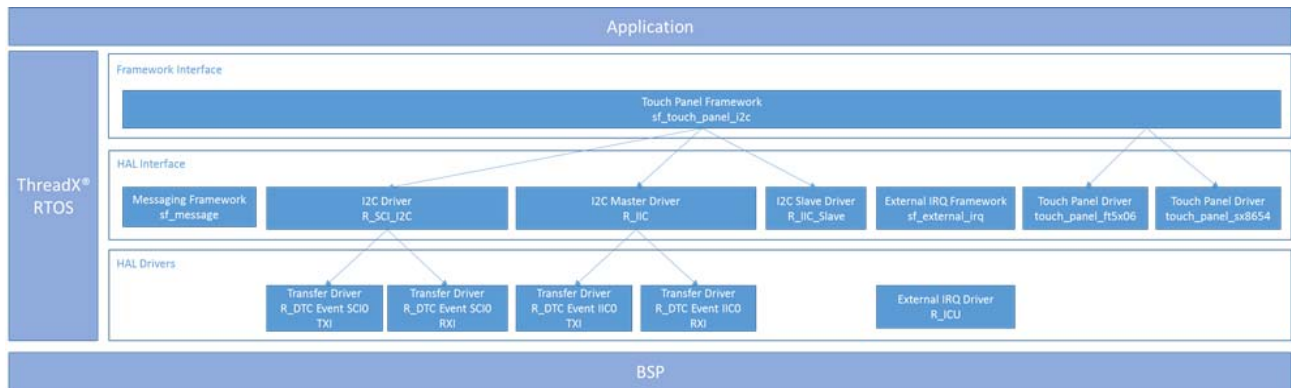 Application
ThreadX®
RTOS
Framework Interface
Touch Panel Framework
sf_touch_panel_i2c
HAL Interface
Messaging Framework
sf_message
I2C Driver
R_SCI_I2C
I2C Master Driver
R_IIC
I2C Slave Driver
R_IIC_Slave
External IRQ Framework
sf_external_irq
Touch Panel Driver
touch_panel_ft5x06
Touch Panel Driver
touch_panel_sx8654
HAL Drivers
Transfer Driver
R_DTC Event SCI0
TXI
Transfer Driver
R_DTC Event SCI0
RXI
Transfer Driver
R_DTC Event IIC0
TXI
Transfer Driver
R_DTC Event IIC0
RXI
External IRQ Driver
R_ICU
BSP